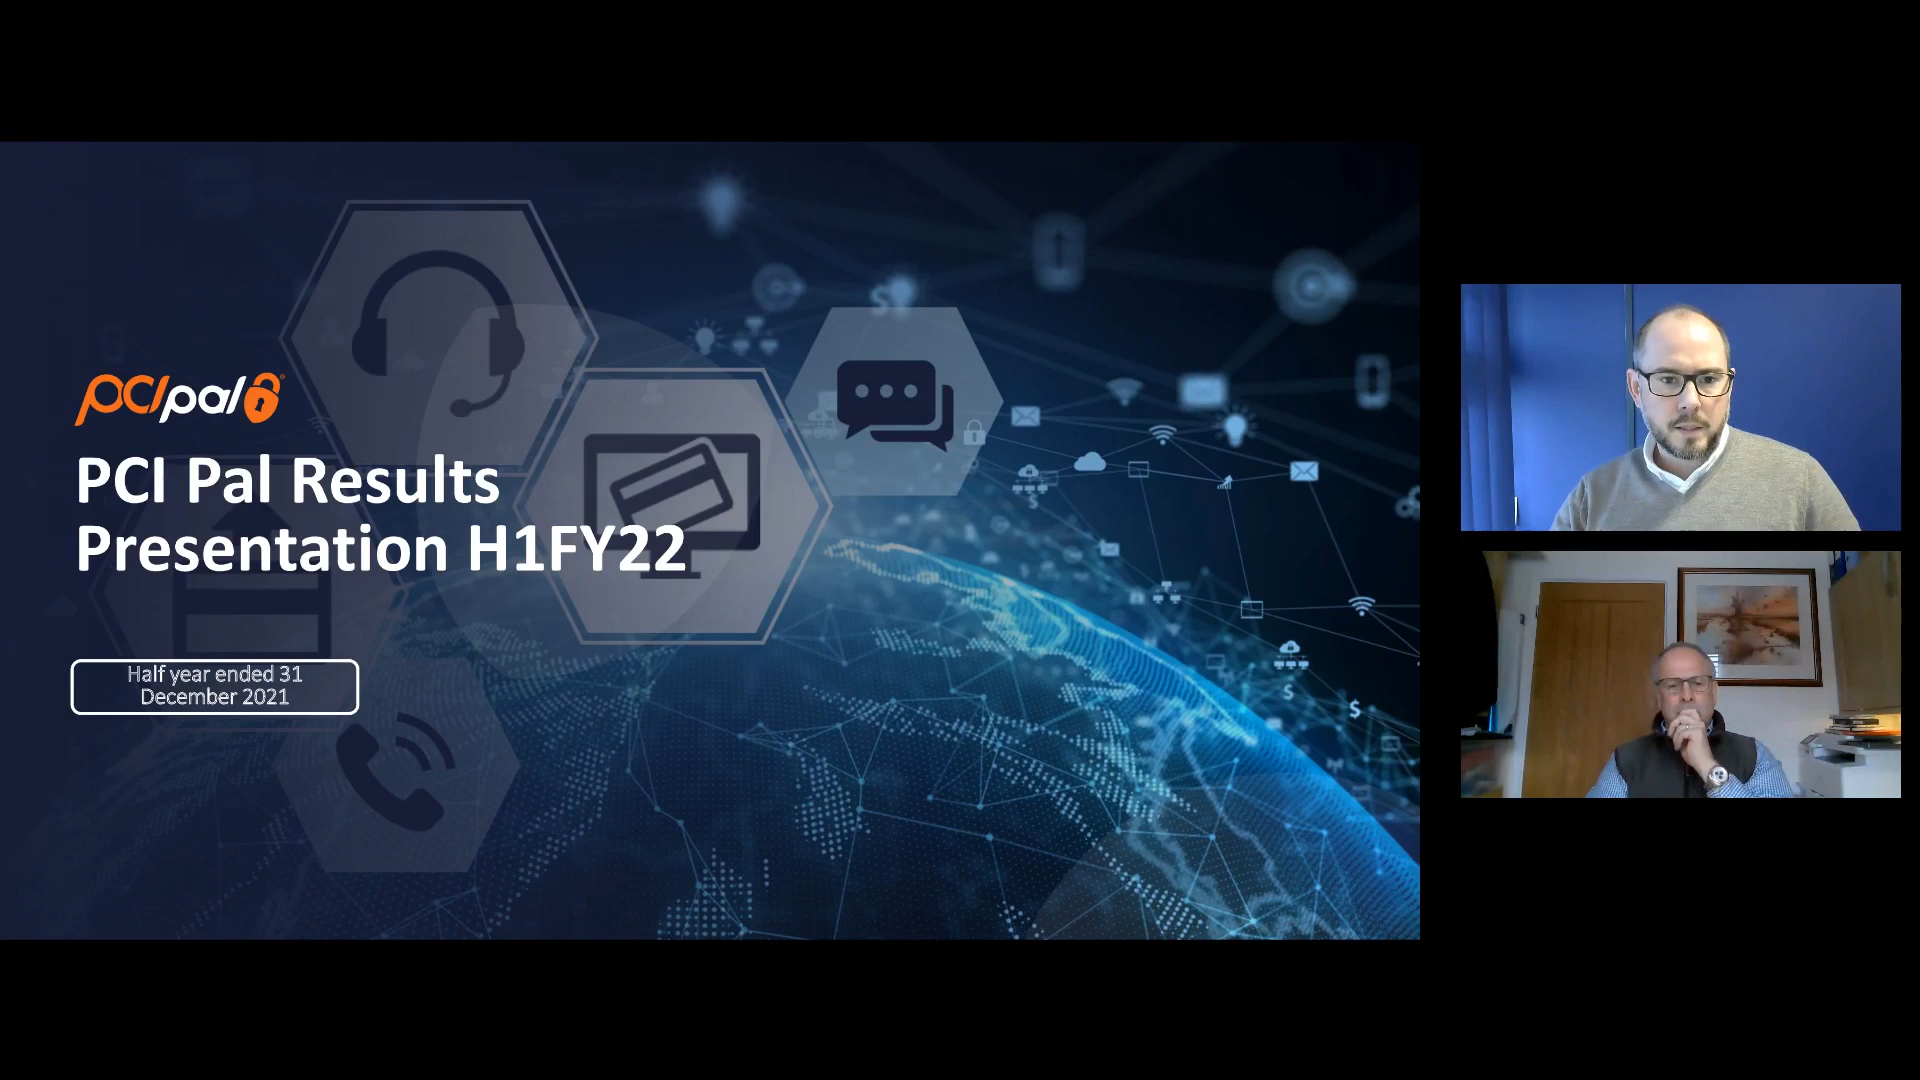 pcipal
PCI Pal Results
Presentation H1FY22
Half year ended 31
December 2021